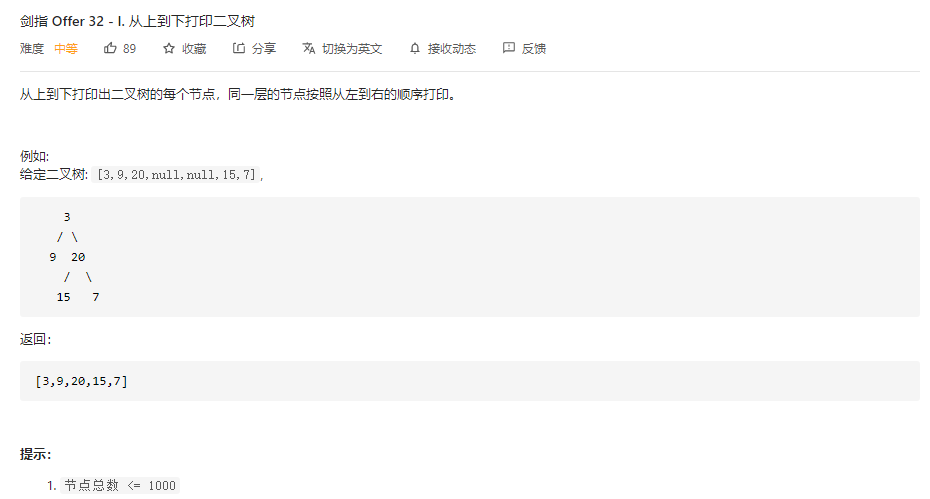 剑指 Offer 32 - I. 从上到下打印二叉树
难度 中等 89 收藏 分享 切换为英文 接收动态 反馈
从上到下打印出二叉树的每个节点，同一层的节点按照从左到右的顺序打印。
例如:
给定二叉树: [3,9,20,null,null,15,7],
3
/ \
9 20
/ \
15 7
返回：
[3,9,20,15,7]
提示：
1. 节点总数 <= 1000